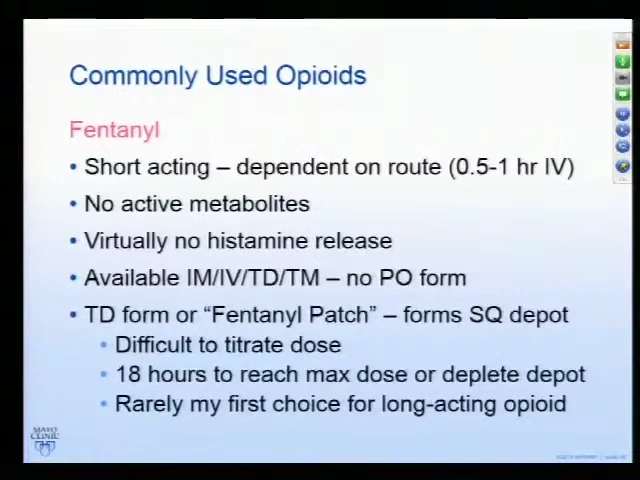 Commonly Used Opioids
Fentanyl
• Short acting – dependent on route (0.5-1 hr IV)
• No active metabolites
• Virtually no histamine release
• Available IM/IV/TD/TM – no PO form
• TD form or “Fentanyl Patch” – forms SQ depot
• Difficult to titrate dose
• 18 hours to reach max dose or deplete depot
• Rarely my first choice for long-acting opioid
MAYO
CLINIC